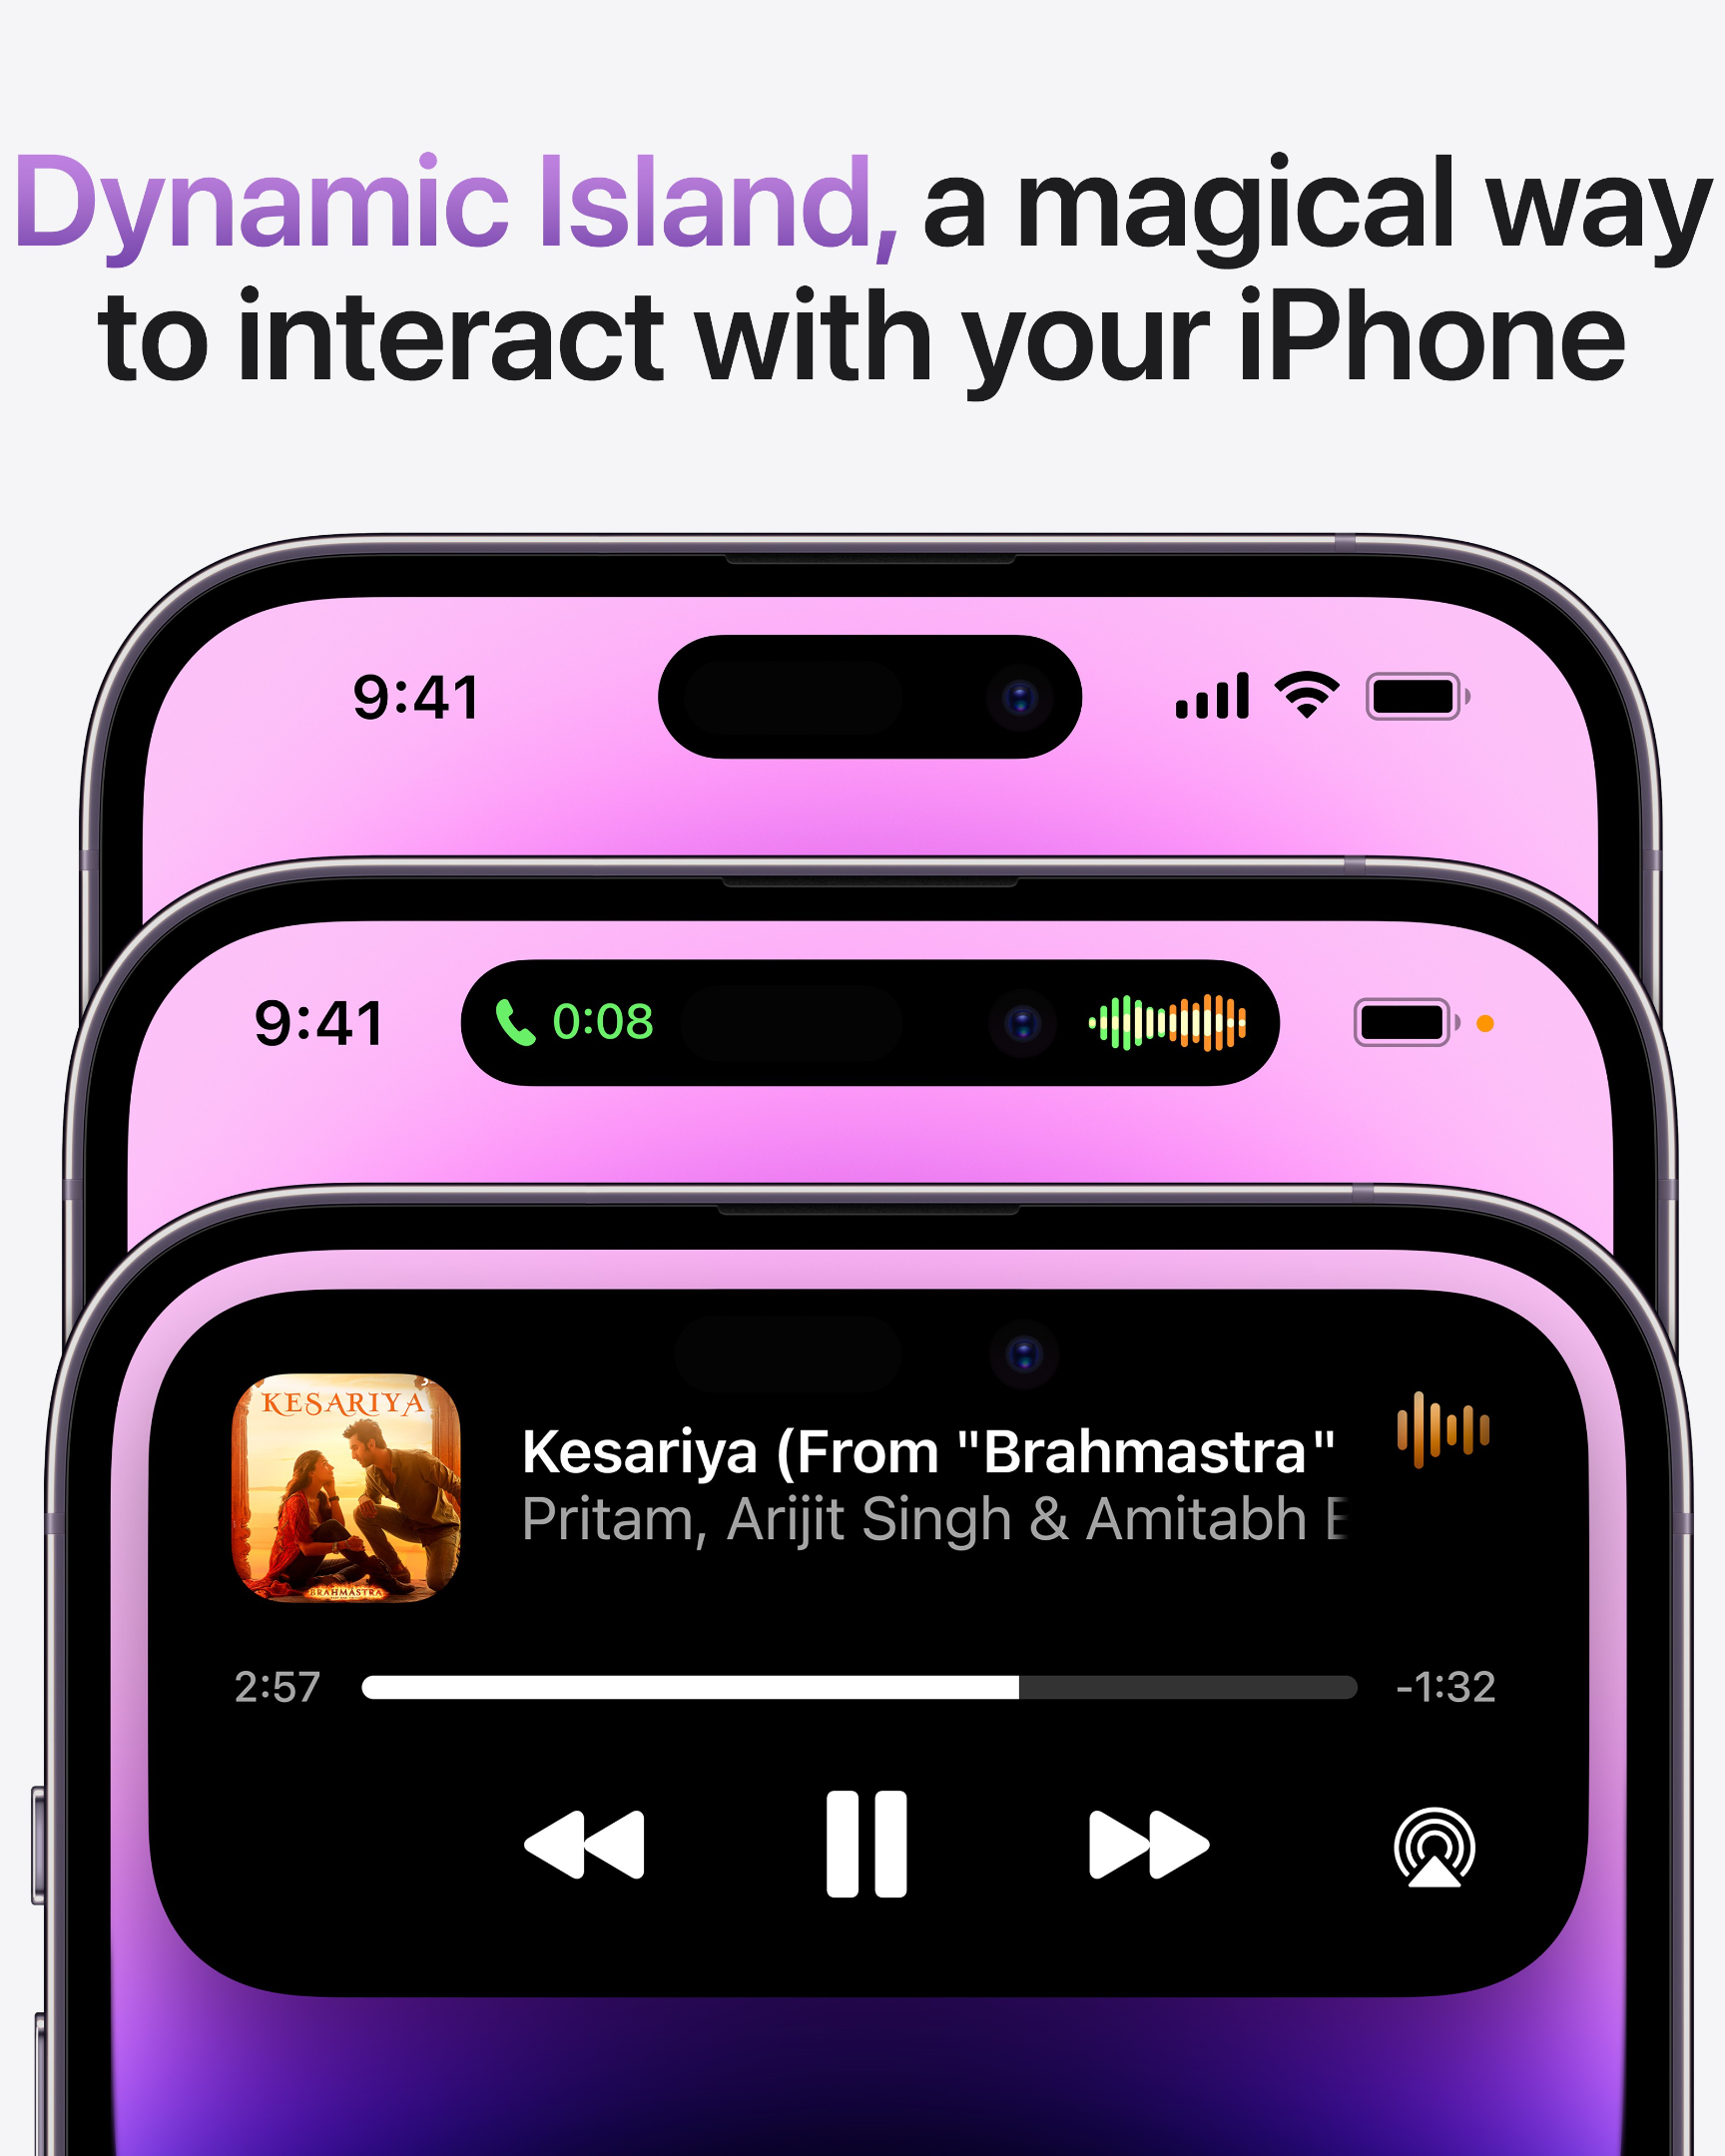 Dynamic Island, a magical way
to interact with your iPhone
9:41
9:41 0:08
KESARIYA
BRAHMASTRA
Kesariya (From "Brahmastra"
Pritam, Arijit Singh & Amitabh
2:57 -1:32